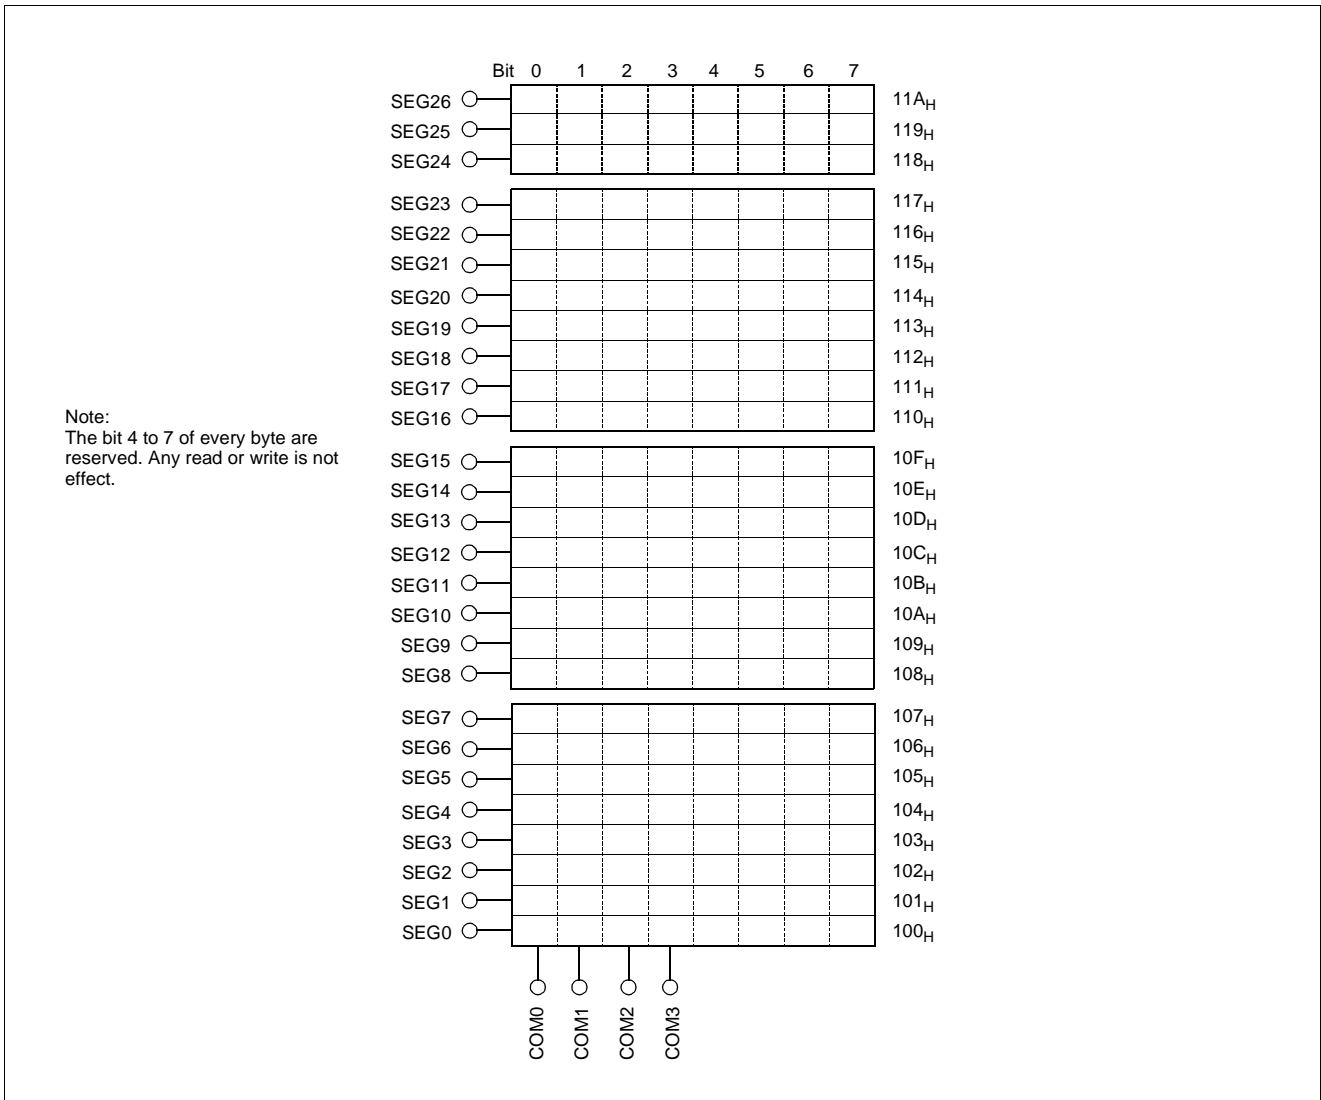 Bit 0 1 2 3 4 5 6 7
SEG26 11AH
SEG25 119H
SEG24 118H
SEG23 117H
SEG22 116H
SEG21 115H
SEG20 114H
SEG19 113H
SEG18 112H
SEG17 111H
SEG16 110H
Note:
The bit 4 to 7 of every byte are
reserved. Any read or write is not
effect.
SEG15 10FH
SEG14 10EH
SEG13 10DH
SEG12 10CH
SEG11 10BH
SEG10 10AH
SEG9 109H
SEG8 108H
SEG7 107H
SEG6 106H
SEG5 105H
SEG4 104H
SEG3 103H
SEG2 102H
SEG1 101H
SEG0 100H
COM0
COM1
COM2
COM3